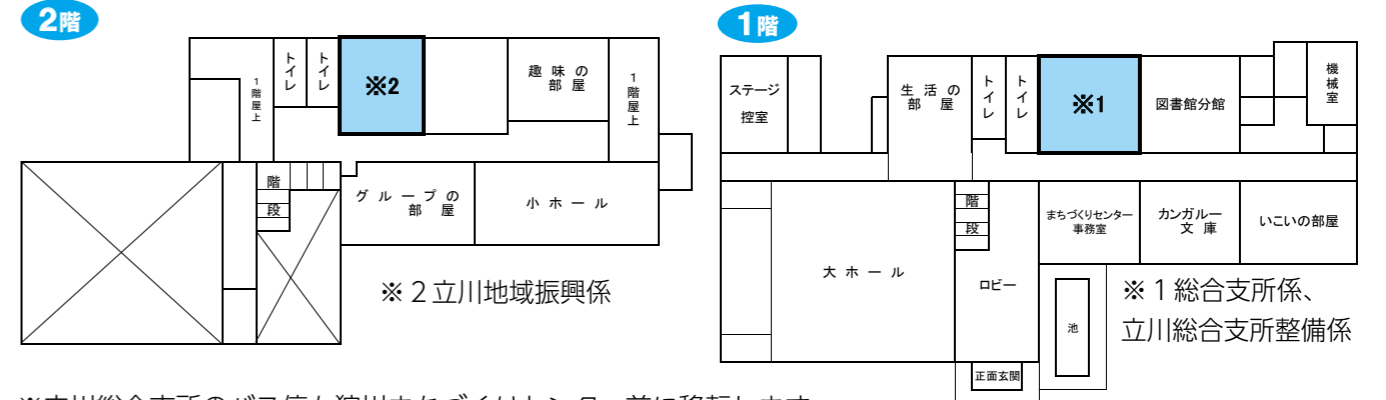 2階
1階屋上
トイレ
トイレ
※2
趣味の
部屋
1階屋上
階
段
グループの
部屋
小ホール
※２立川地域振興係
1階
ステージ
控室
生活の
部屋
トイレ
トイレ
※1
図書館分館
機械室
階
段
まちづくりセンター
事務室
カンガルー
文庫
いこいの部屋
大ホール
ロビー
池
正面玄関
※１総合支所係、
立川総合支所整備係